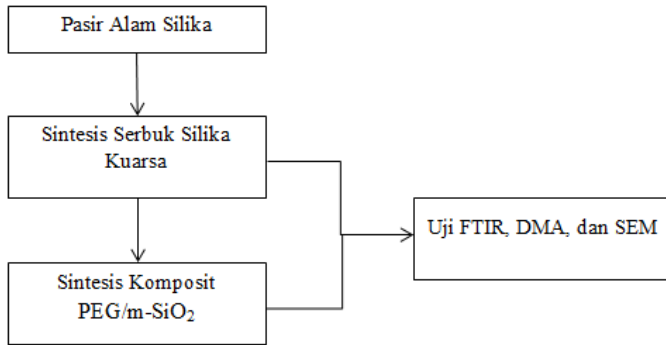 Pasir Alam Silika
Sintesis Serbuk Silika
Kuarsa
Uji FTIR, DMA, dan SEM
Sintesis Komposit
PEG/m-SiO₂